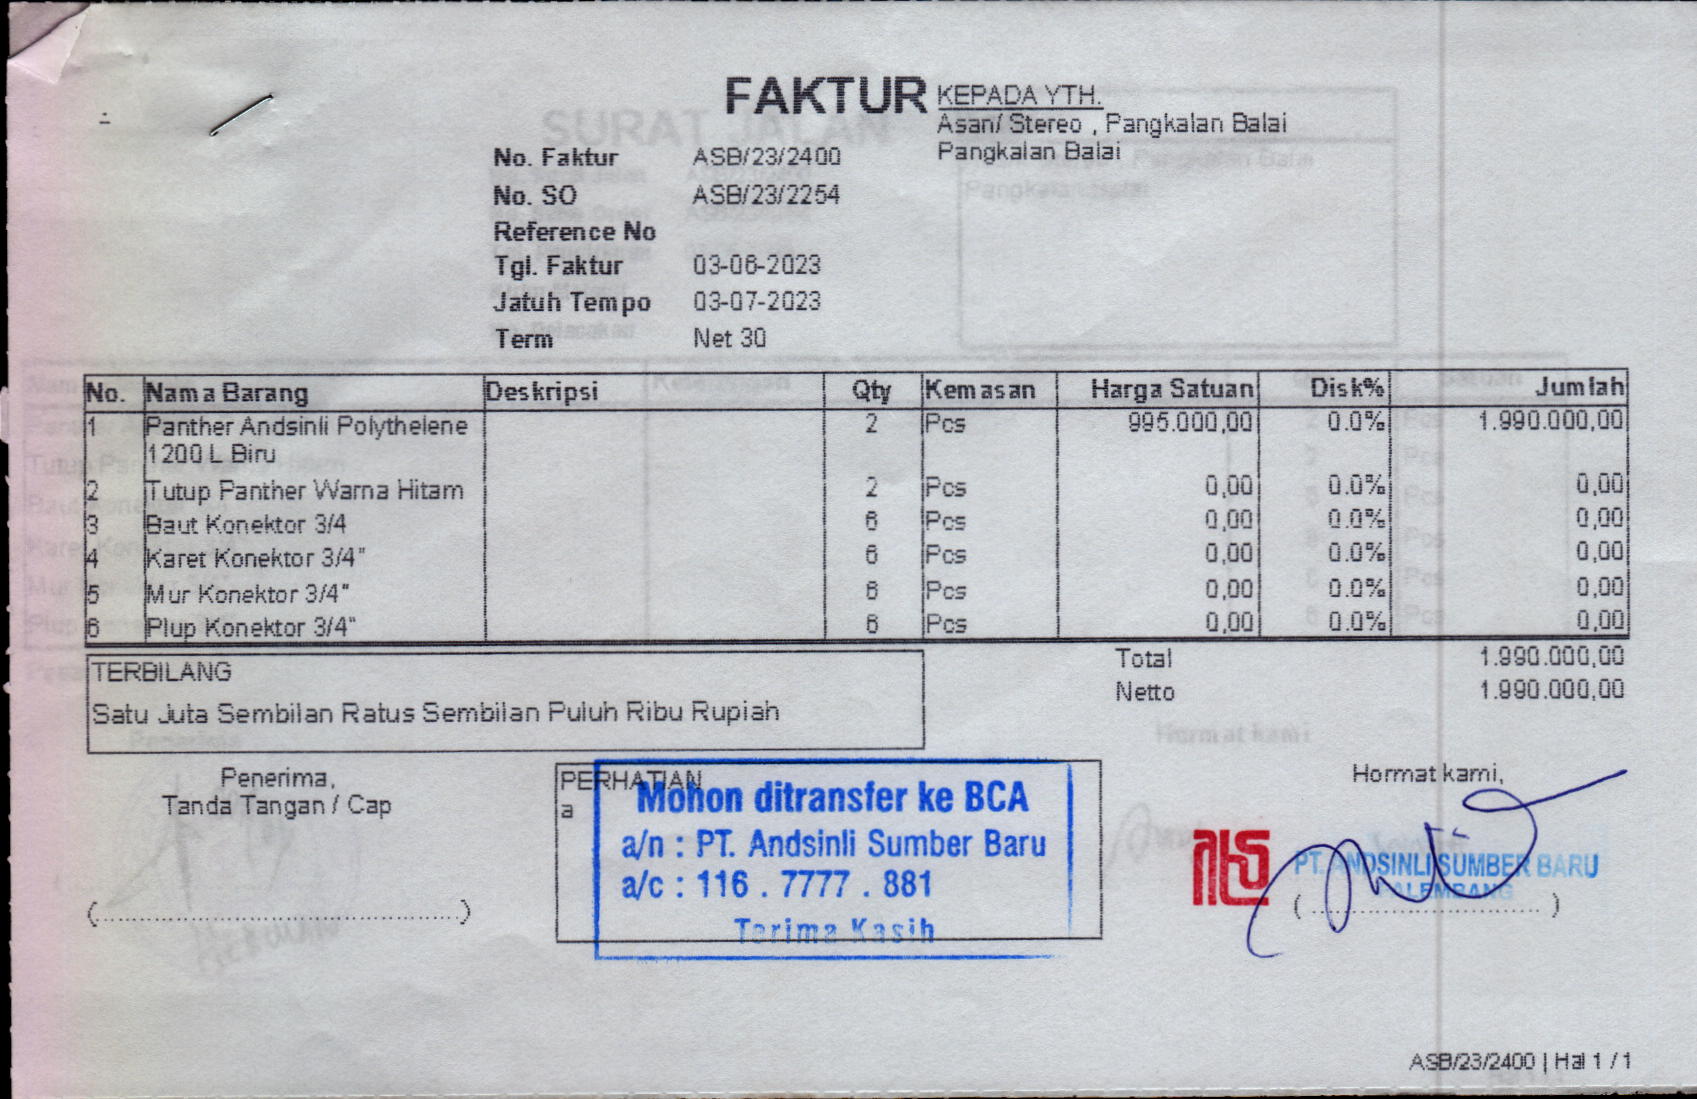 FAKTUR
KEPADA YTH.
Asan/ Stereo , Pangkalan Balai
Pangkalan Balai
No. Faktur ASB/23/2400
No. SO ASB/23/2254
Reference No
Tgl. Faktur 03-06-2023
Jatuh Tempo 03-07-2023
Term Net 30
No. Nama Barang Deskripsi Qty Kemasan Harga Satuan Disk% Jumlah
1 Panther Andsinli Polythelene 2 Pcs 995.000,00 0.0% 1.990.000,00
1200 L Biru
2 Tutup Panther Warna Hitam 2 Pcs 0,00 0.0% 0,00
3 Baut Konektor 3/4 6 Pcs 0,00 0.0% 0,00
4 Karet Konektor 3/4" 6 Pcs 0,00 0.0% 0,00
5 Mur Konektor 3/4" 6 Pcs 0,00 0.0% 0,00
6 Plup Konektor 3/4" 6 Pcs 0,00 0.0% 0,00
Total 1.990.000,00
Netto 1.990.000,00
TERBILANG
Satu Juta Sembilan Ratus Sembilan Puluh Ribu Rupiah
Penerima,
Tanda Tangan / Cap
(..............................)
PERHATIAN
a
Mohon ditransfer ke BCA
a/n : PT. Andsinli Sumber Baru
a/c : 116 . 7777 . 881
Terima Kasih
Hormat kami,
PT. ANDSINLI SUMBER BARU
PALEMBANG
(..............................)
ASB/23/2400 | Hal 1 / 1